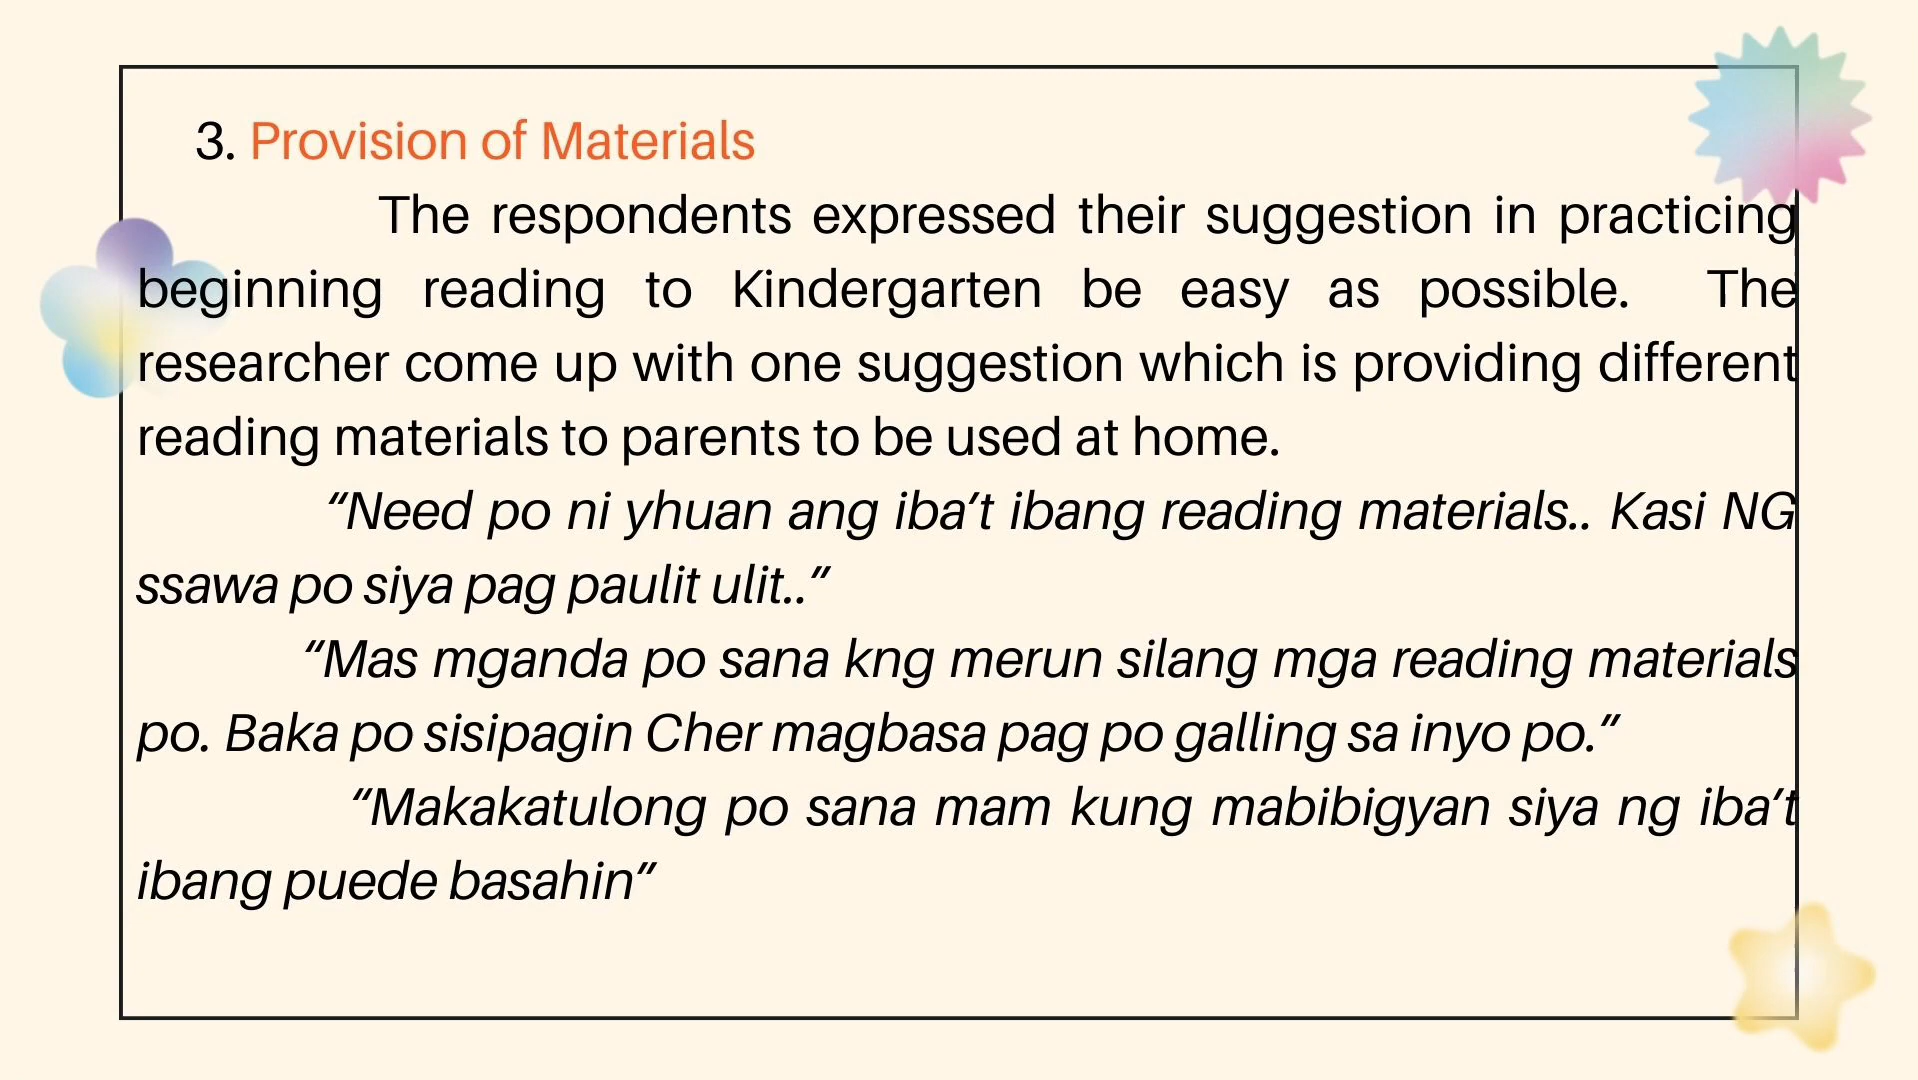 3. Provision of Materials
The respondents expressed their suggestion in practicing
beginning reading to Kindergarten be easy as possible. The
researcher come up with one suggestion which is providing different
reading materials to parents to be used at home.
“Need po ni yhuan ang iba’t ibang reading materials.. Kasi NG
ssawa po siya pag paulit ulit..”
“Mas mganda po sana kng merun silang mga reading materials
po. Baka po sisipagin Cher magbasa pag po galling sa inyo po.”
“Makakatulong po sana mam kung mabibigyan siya ng iba’t
ibang puede basahin”